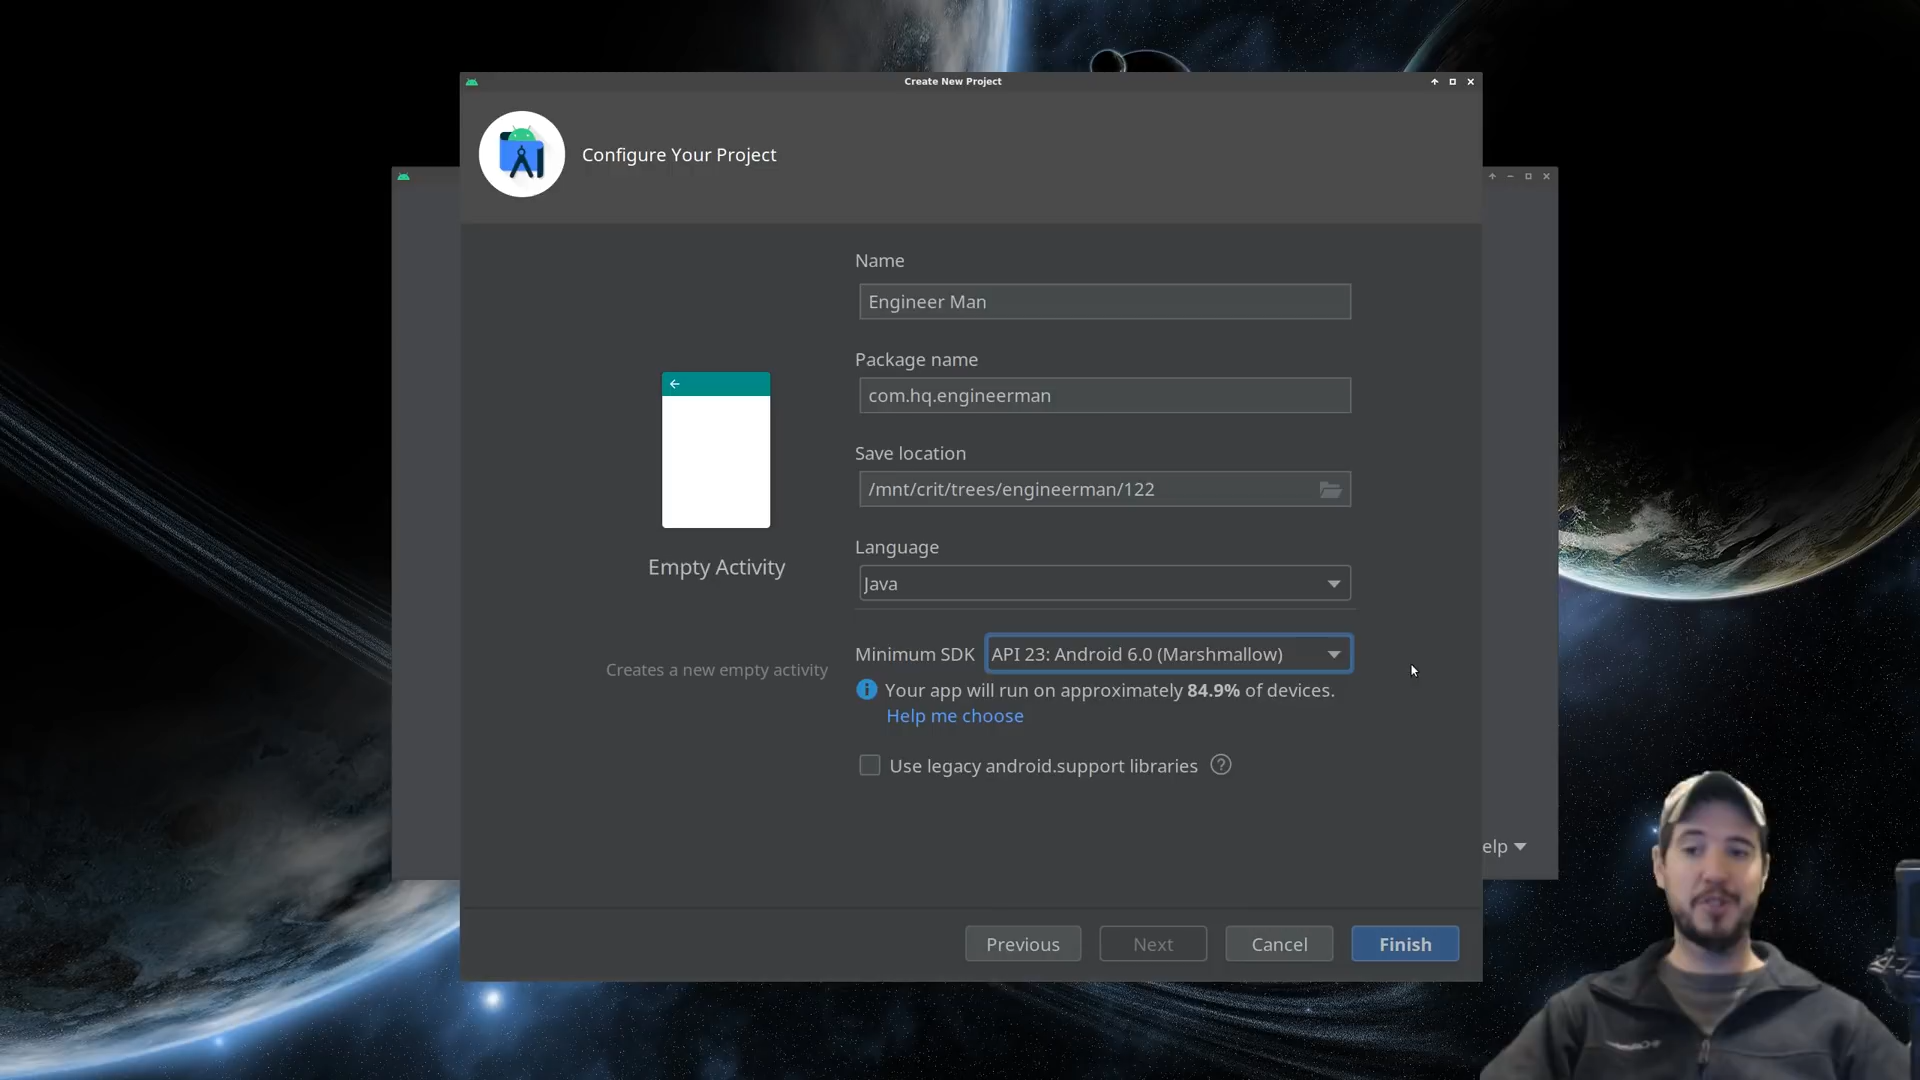 Create New Project
Configure Your Project
Name
Engineer Man
Package name
com.hq.engineerman
Save location
/mnt/crit/trees/engineerman/122
Language
Java
Empty Activity
Creates a new empty activity
Minimum SDK API 23: Android 6.0 (Marshmallow)
Your app will run on approximately 84.9% of devices.
Help me choose
Use legacy android.support libraries ?
elp
Previous Next Cancel Finish